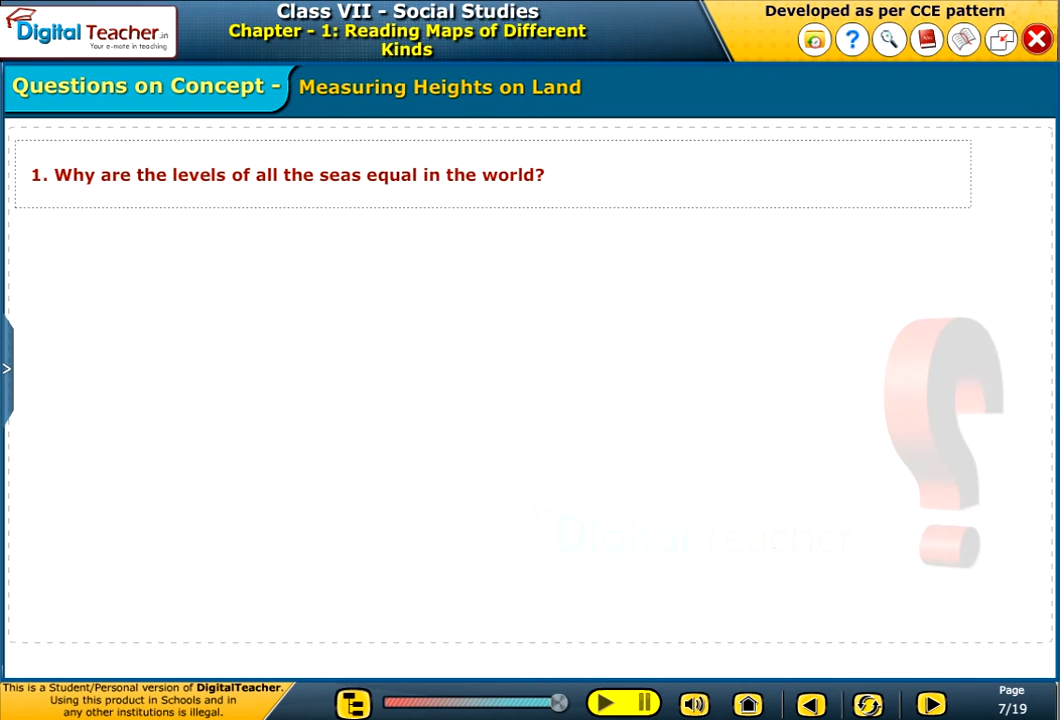 Digital Teacher.in
Your e-mate in teaching
Class VII - Social Studies
Chapter - 1: Reading Maps of Different
Kinds
Developed as per CCE pattern
?
Questions on Concept -
Measuring Heights on Land
1. Why are the levels of all the seas equal in the world?
>
?
Digital Teacher
This is a Student/Personal version of DigitalTeacher.
Using this product in Schools and in
any other institutions is illegal.
Page
7/19